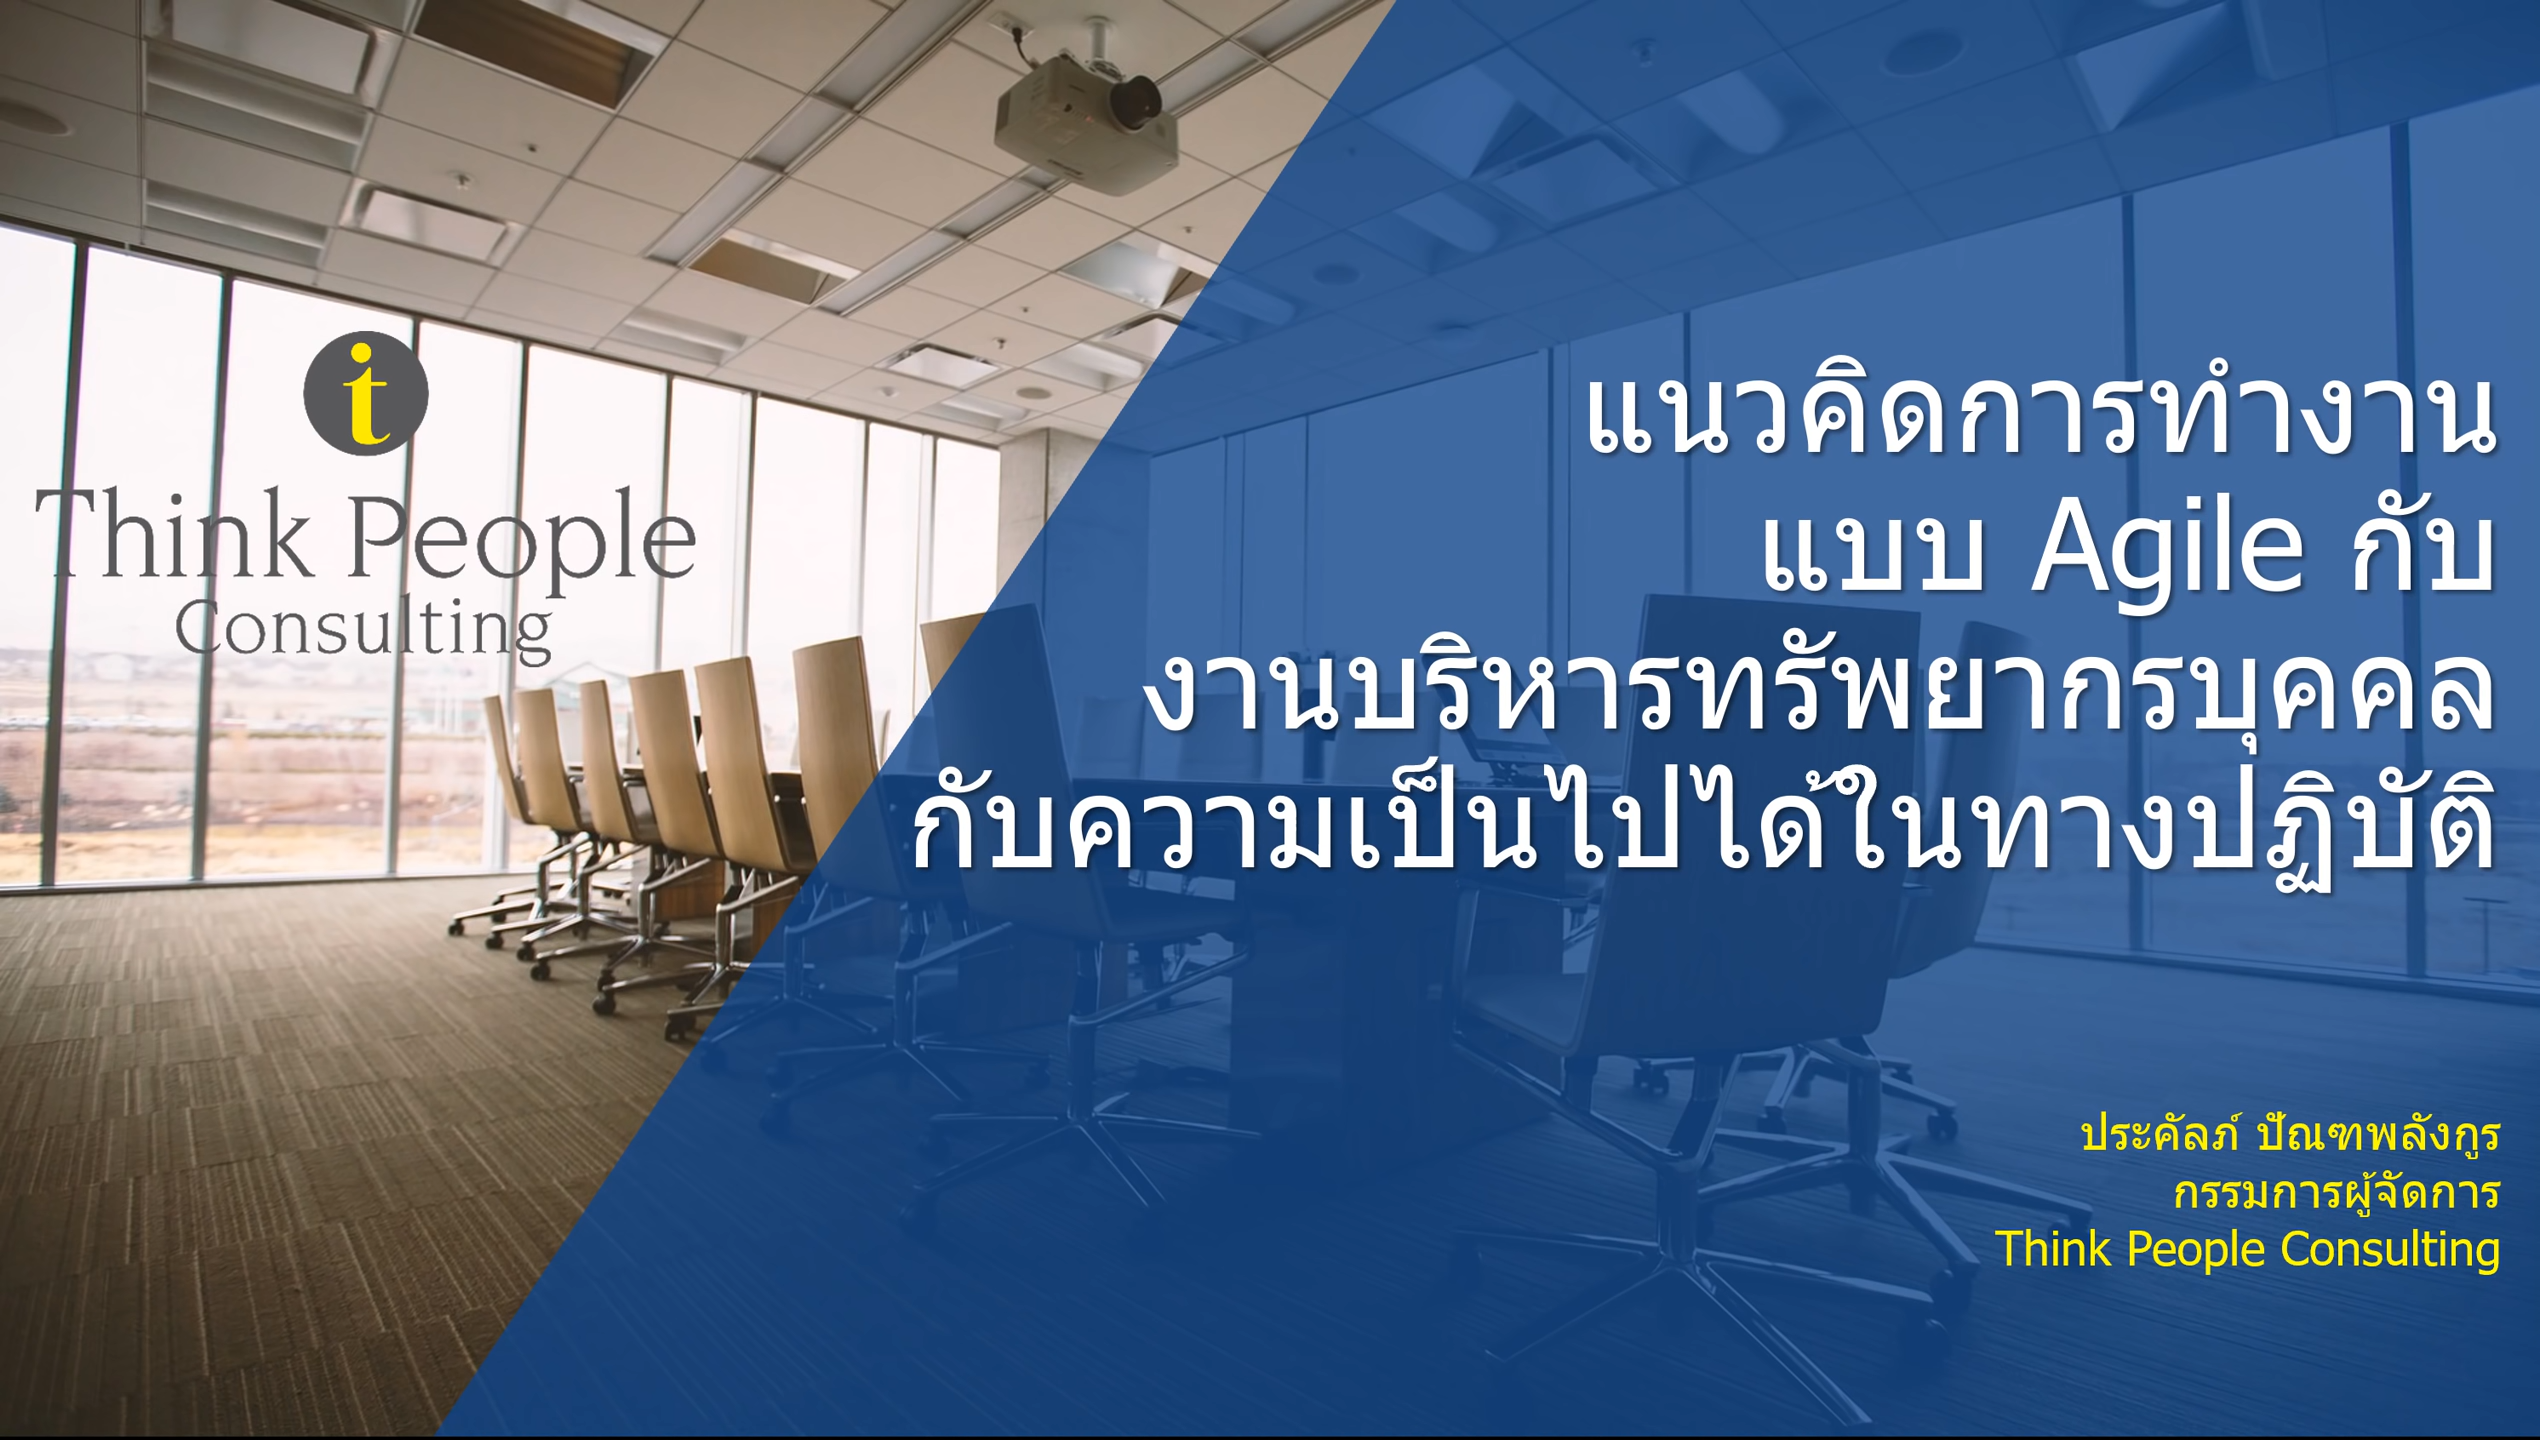 Think People
Consulting
แนวคิดการทำงาน
แบบ Agile กับ
งานบริหารทรัพยากรบุคคล
กับความเป็นไปได้ในทางปฏิบัติ
ประคัลภ์ ปัณฑพลังกูร
กรรมการผู้จัดการ
Think People Consulting